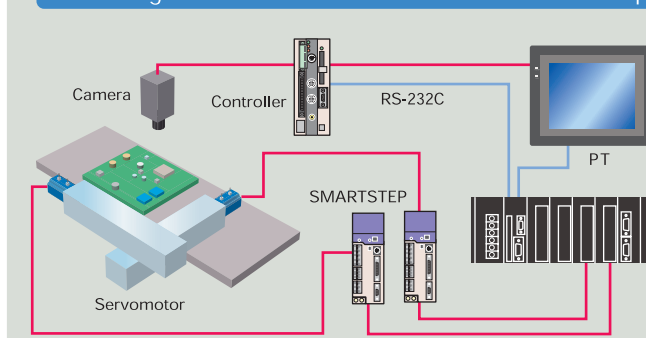 Camera
Controller
RS-232C
PT
SMARTSTEP
Servomotor